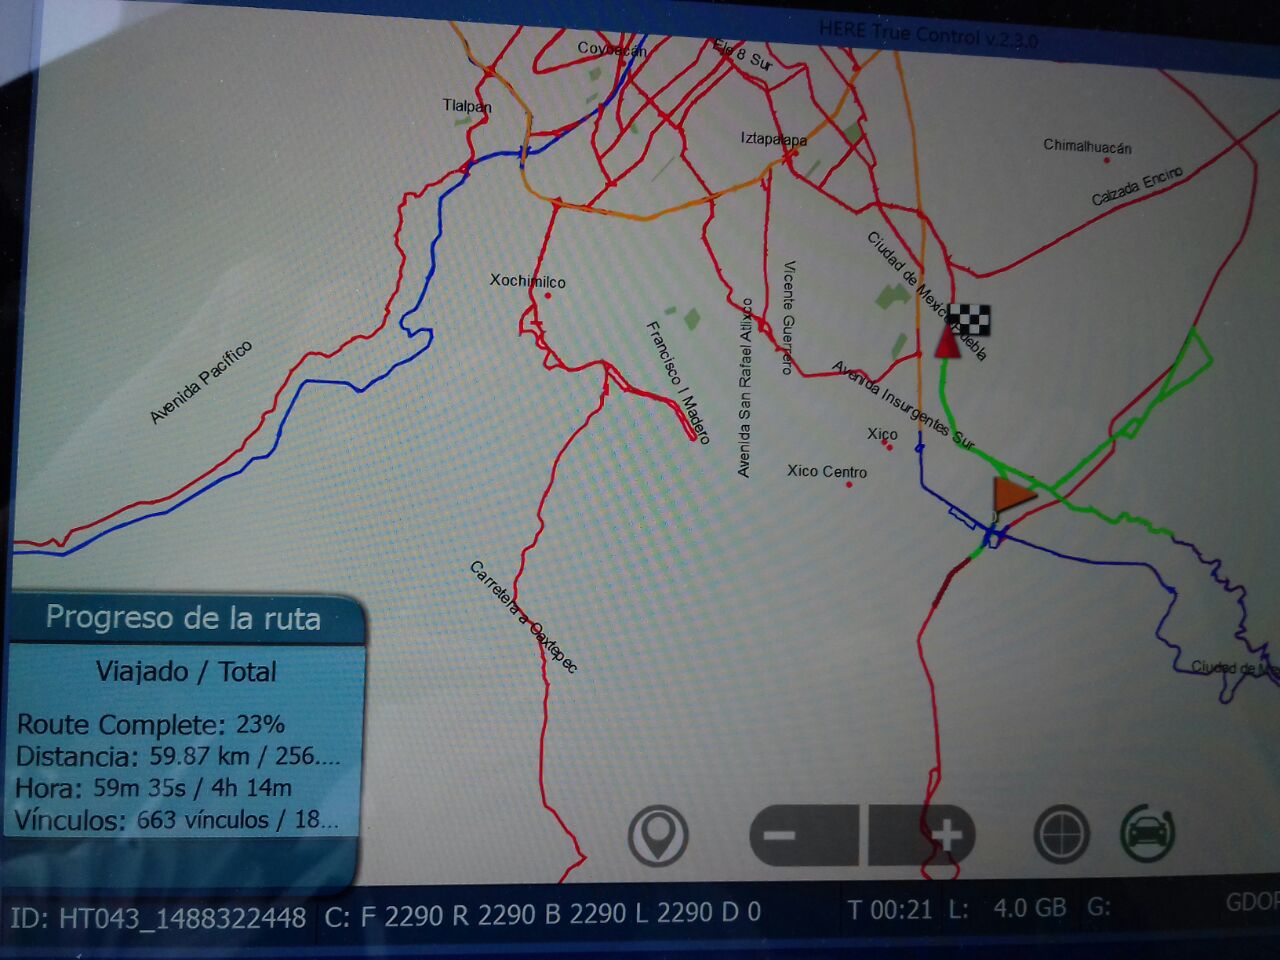 HERE True Control v.2.3.0
Coyoacán
Eje 8 Sur
Tlalpan
Iztapalapa
Chimalhuacán
Calzada Encino
Ciudad de México Puebla
Xochimilco
Vicente Guerrero
Francisco I Madero
Avenida San Rafael Atlixco
Avenida Pacífico
Avenida Insurgentes Sur
Xico
Xico Centro
Carretera a Oaxtepec
Ciudad de Me
Progreso de la ruta
Viajado / Total
Route Complete: 23%
Distancia: 59.87 km / 256....
Hora: 59m 35s / 4h 14m
Vínculos: 663 vínculos / 18...
ID: HT043_1488322448 C: F 2290 R 2290 B 2290 L 2290 D 0 T 00:21 L: 4.0 GB G: GDOP